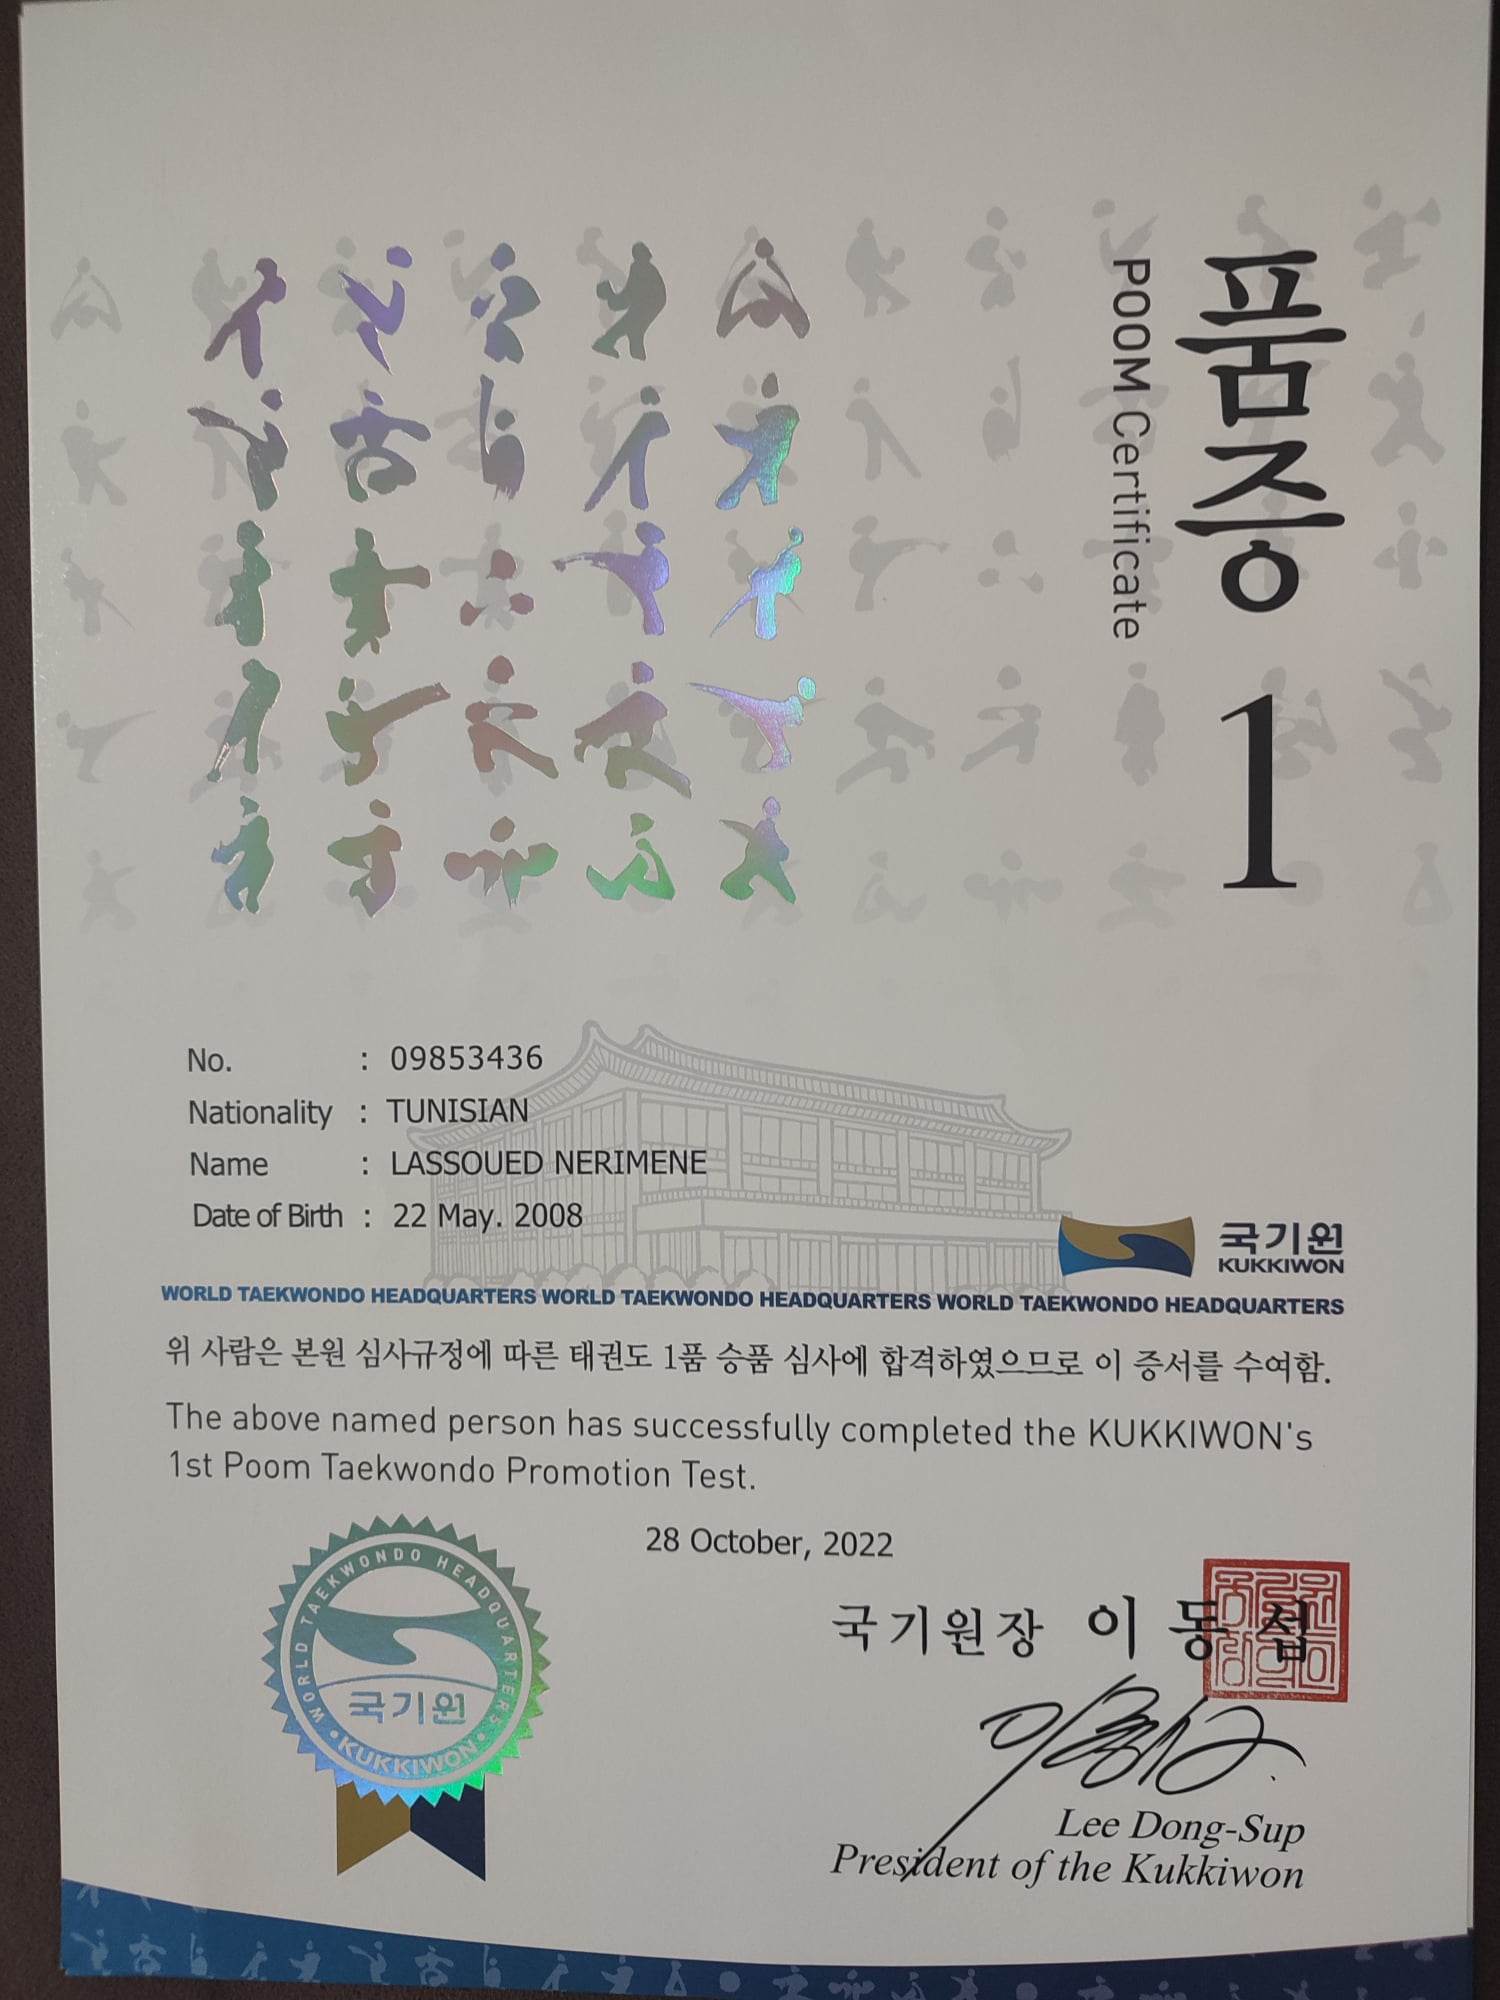 품증 1
POOM Certificate
No. : 09853436
Nationality : TUNISIAN
Name : LASSOUED NERIMENE
Date of Birth : 22 May. 2008
국기원
KUKKIWON
WORLD TAEKWONDO HEADQUARTERS WORLD TAEKWONDO HEADQUARTERS WORLD TAEKWONDO HEADQUARTERS
위 사람은 본원 심사규정에 따른 태권도 1품 승품 심사에 합격하였으므로 이 증서를 수여함.
The above named person has successfully completed the KUKKIWON's
1st Poom Taekwondo Promotion Test.
28 October, 2022
WORLD TAEKWONDO HEADQUARTERS
국기원
• KUKKIWON •
국기원장 이 동 섭
Lee Dong-Sup
President of the Kukkiwon